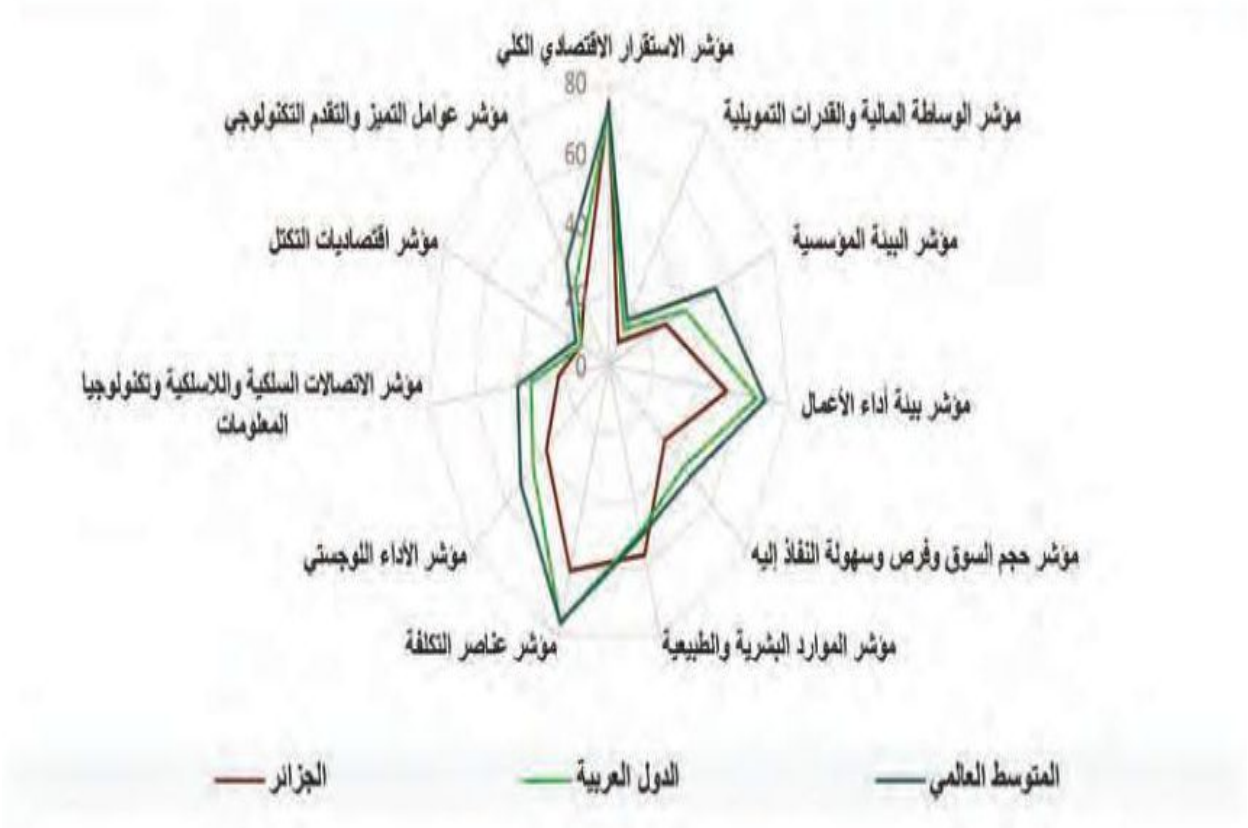 مؤشر الاستقرار الاقتصادي الكلي
80
مؤشر الوساطة المالية والقدرات التمويلية
مؤشر عوامل التميز والتقدم التكنولوجي
60
40
مؤشر البيئة المؤسسية
مؤشر اقتصاديات التكتل
0
مؤشر بيئة أداء الأعمال
مؤشر الاتصالات السلكية واللاسلكية وتكنولوجيا
المعلومات
مؤشر حجم السوق وفرص وسهولة النفاذ إليه
مؤشر الأداء اللوجستي
مؤشر الموارد البشرية والطبيعية
مؤشر عناصر التكلفة
المتوسط العالمي
الدول العربية
الجزائر